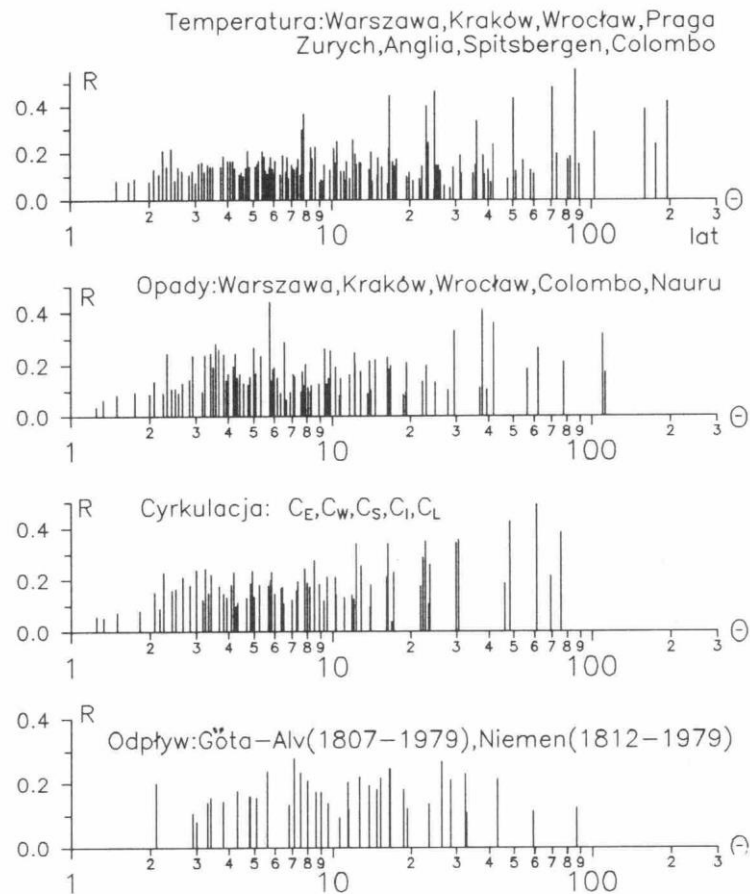 Temperatura:Warszawa,Kraków,Wrocław,Praga
Zurych,Anglia,Spitsbergen,Colombo
R
0.4
0.2
0.0
2 3 4 5 6 7 8 9 2 3 4 5 6 7 8 9 2 3 Θ
1 10 100 lat
Opady:Warszawa,Kraków,Wrocław,Colombo,Nauru
R
0.4
0.2
0.0
2 3 4 5 6 7 8 9 2 3 4 5 6 7 8 9 2 3 Θ
1 10 100
Cyrkulacja: C_E,C_W,C_S,C_I,C_L
R
0.4
0.2
0.0
2 3 4 5 6 7 8 9 2 3 4 5 6 7 8 9 2 3 Θ
1 10 100
R
0.4
Odpływ:Göta–Alv(1807–1979),Niemen(1812–1979)
0.2
0.0
2 3 4 5 6 7 8 9 2 3 4 5 6 7 8 9 2 3 Θ
1 10 100